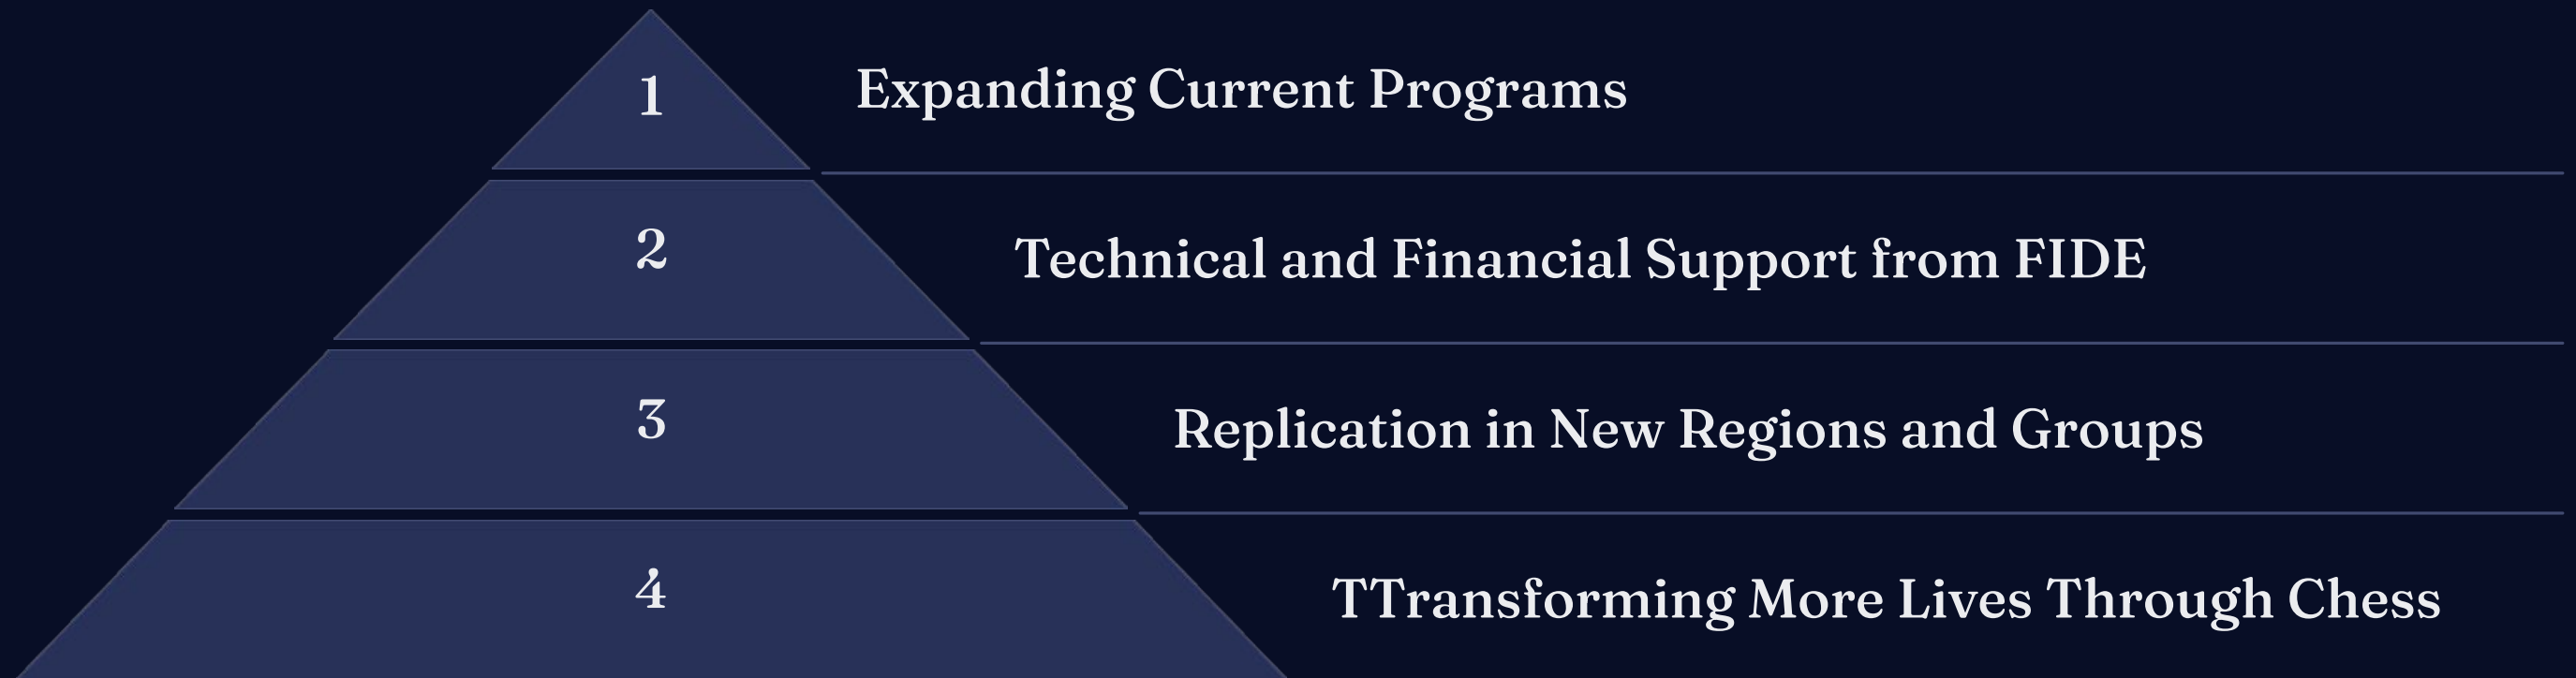 1
Expanding Current Programs
2
Technical and Financial Support from FIDE
3
Replication in New Regions and Groups
4
TTransforming More Lives Through Chess